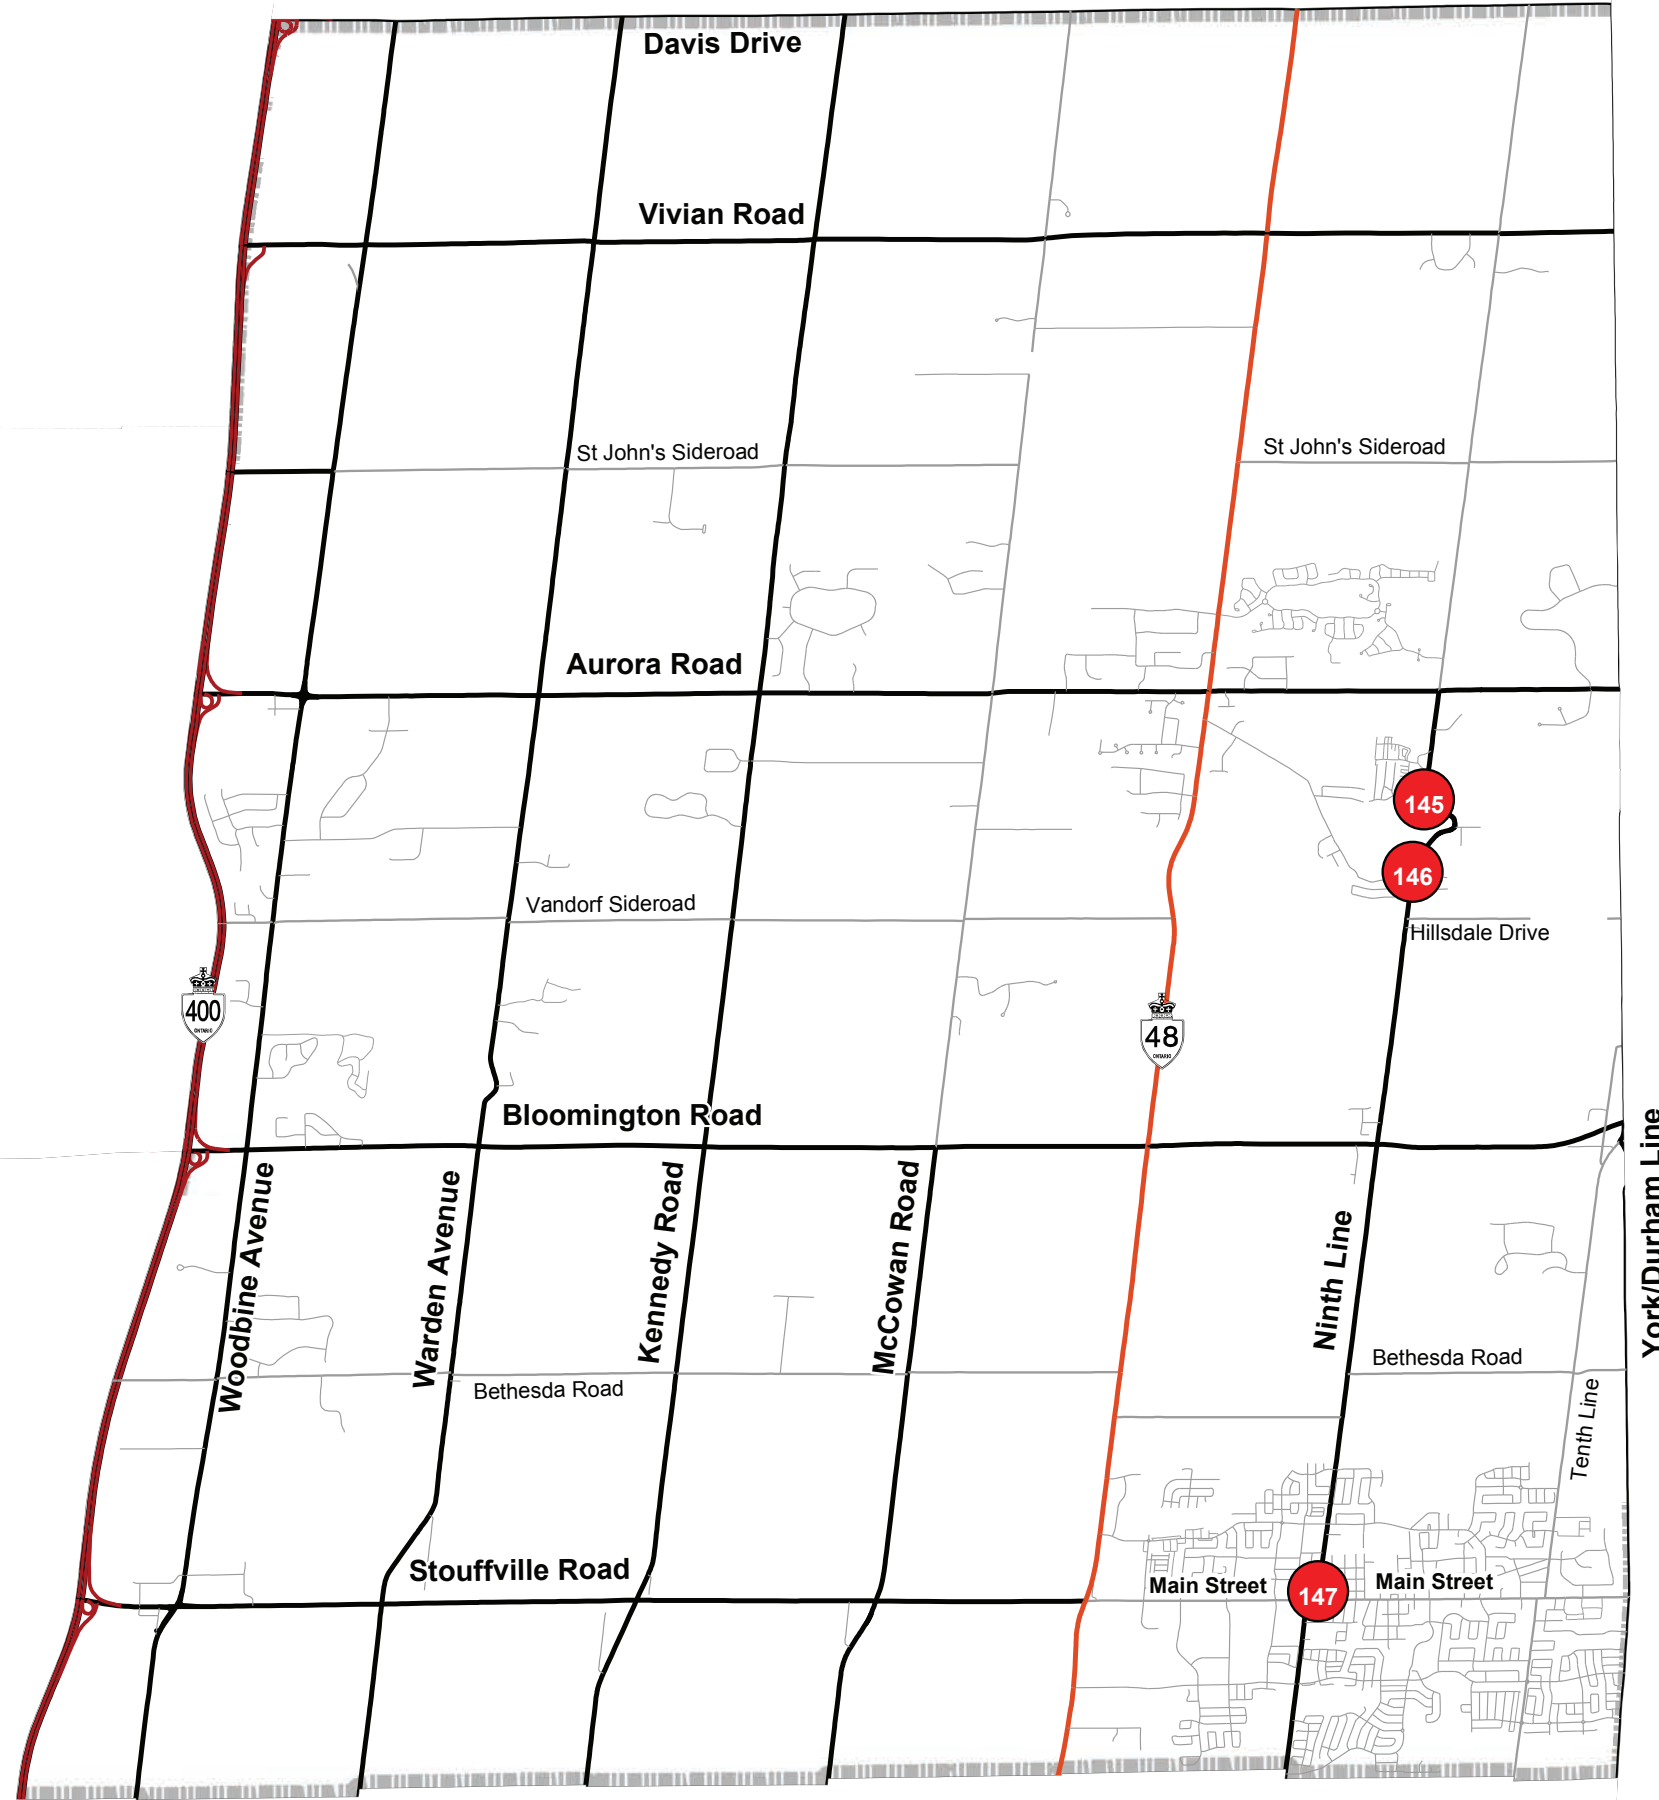 Davis Drive
Vivian Road
St John's Sideroad
St John's Sideroad
Aurora Road
145
146
Vandorf Sideroad
Hillsdale Drive
400
ONTARIO
48
ONTARIO
Bloomington Road
Woodbine Avenue
Warden Avenue
Kennedy Road
McCowan Road
Ninth Line
York/Durham Line
Bethesda Road
Bethesda Road
Tenth Line
Stouffville Road
Main Street
147
Main Street